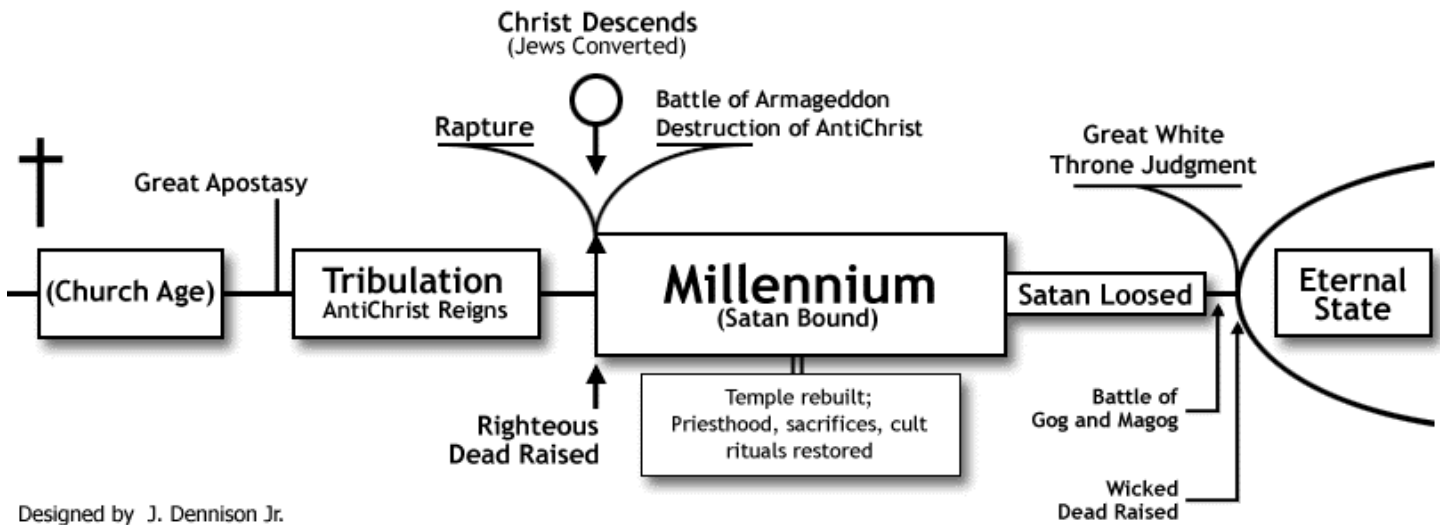 Christ Descends
(Jews Converted)
Rapture
Battle of Armageddon
Destruction of AntiChrist
Great White
Throne Judgment
Great Apostasy
(Church Age)
Tribulation
AntiChrist Reigns
Millennium
(Satan Bound)
Satan Loosed
Eternal
State
Temple rebuilt;
Priesthood, sacrifices, cult
rituals restored
Righteous
Dead Raised
Battle of
Gog and Magog
Wicked
Dead Raised
Designed by J. Dennison Jr.